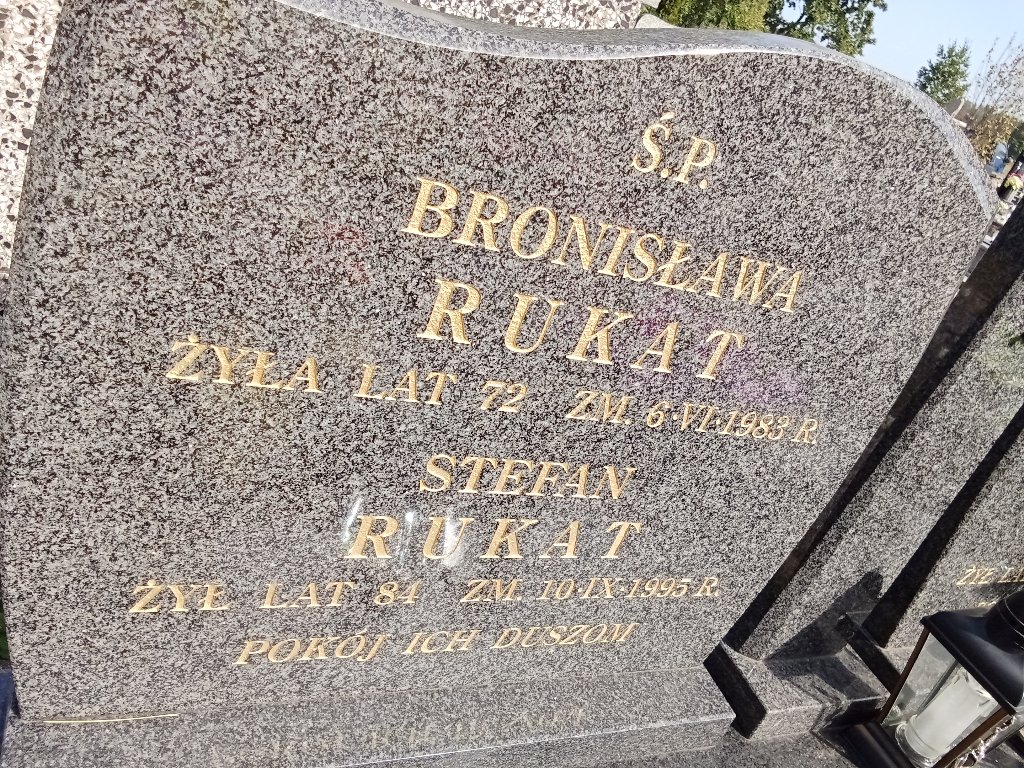 Ś.P.
BRONISŁAWA
RUKAT
ŻYŁA LAT 72 ZM. 6·VI·1983 R.
STEFAN
RUKAT
ŻYŁ LAT 84 ZM. 10·IX·1995 R.
POKÓJ ICH DUSZOM
ŻYŁ